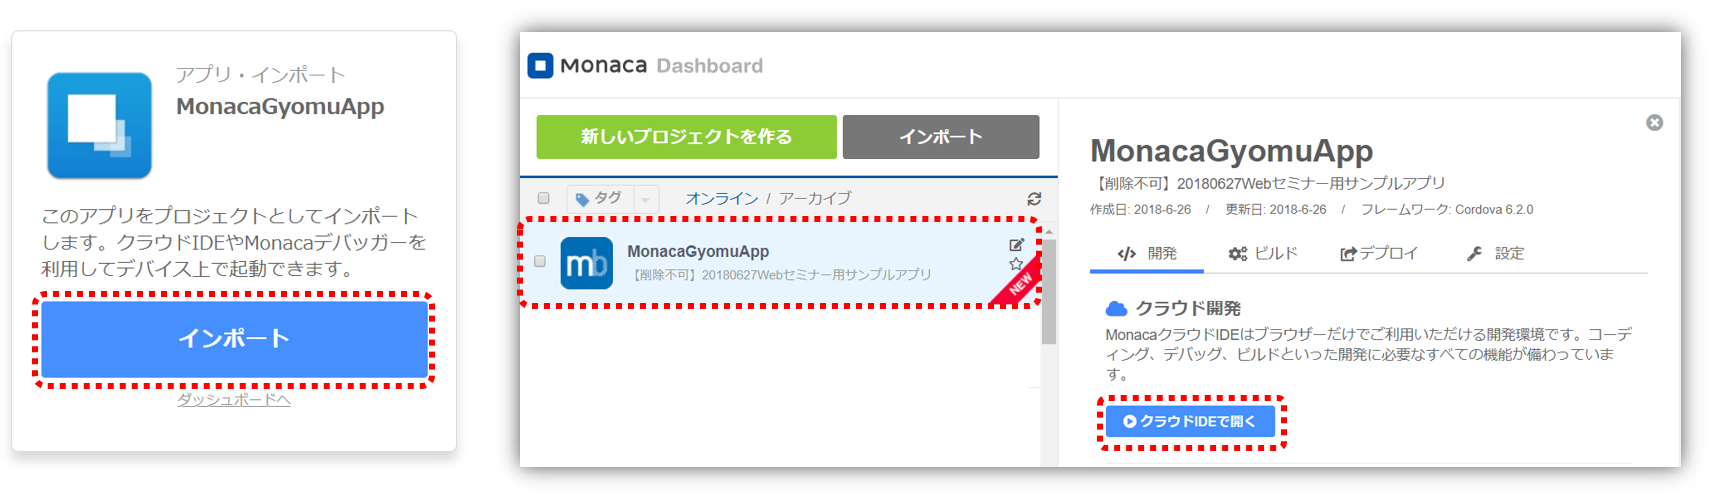 アプリ・インポート
MonacaGyomuApp
このアプリをプロジェクトとしてインポート
します。クラウドIDEやMonacaデバッガーを
利用してデバイス上で起動できます。
インポート
ダッシュボードへ
Monaca Dashboard
新しいプロジェクトを作る
インポート
タグ
オンライン / アーカイブ
mb
MonacaGyomuApp
【削除不可】20180627Webセミナー用サンプルアプリ
NEW
MonacaGyomuApp
【削除不可】20180627Webセミナー用サンプルアプリ
作成日: 2018-6-26 / 更新日: 2018-6-26 / フレームワーク: Cordova 6.2.0
開発 ビルド デプロイ 設定
クラウド開発
MonacaクラウドIDEはブラウザーだけでご利用いただける開発環境です。コーデ
ィング、デバッグ、ビルドといった開発に必要なすべての機能が備わっていま
す。
クラウドIDEで開く